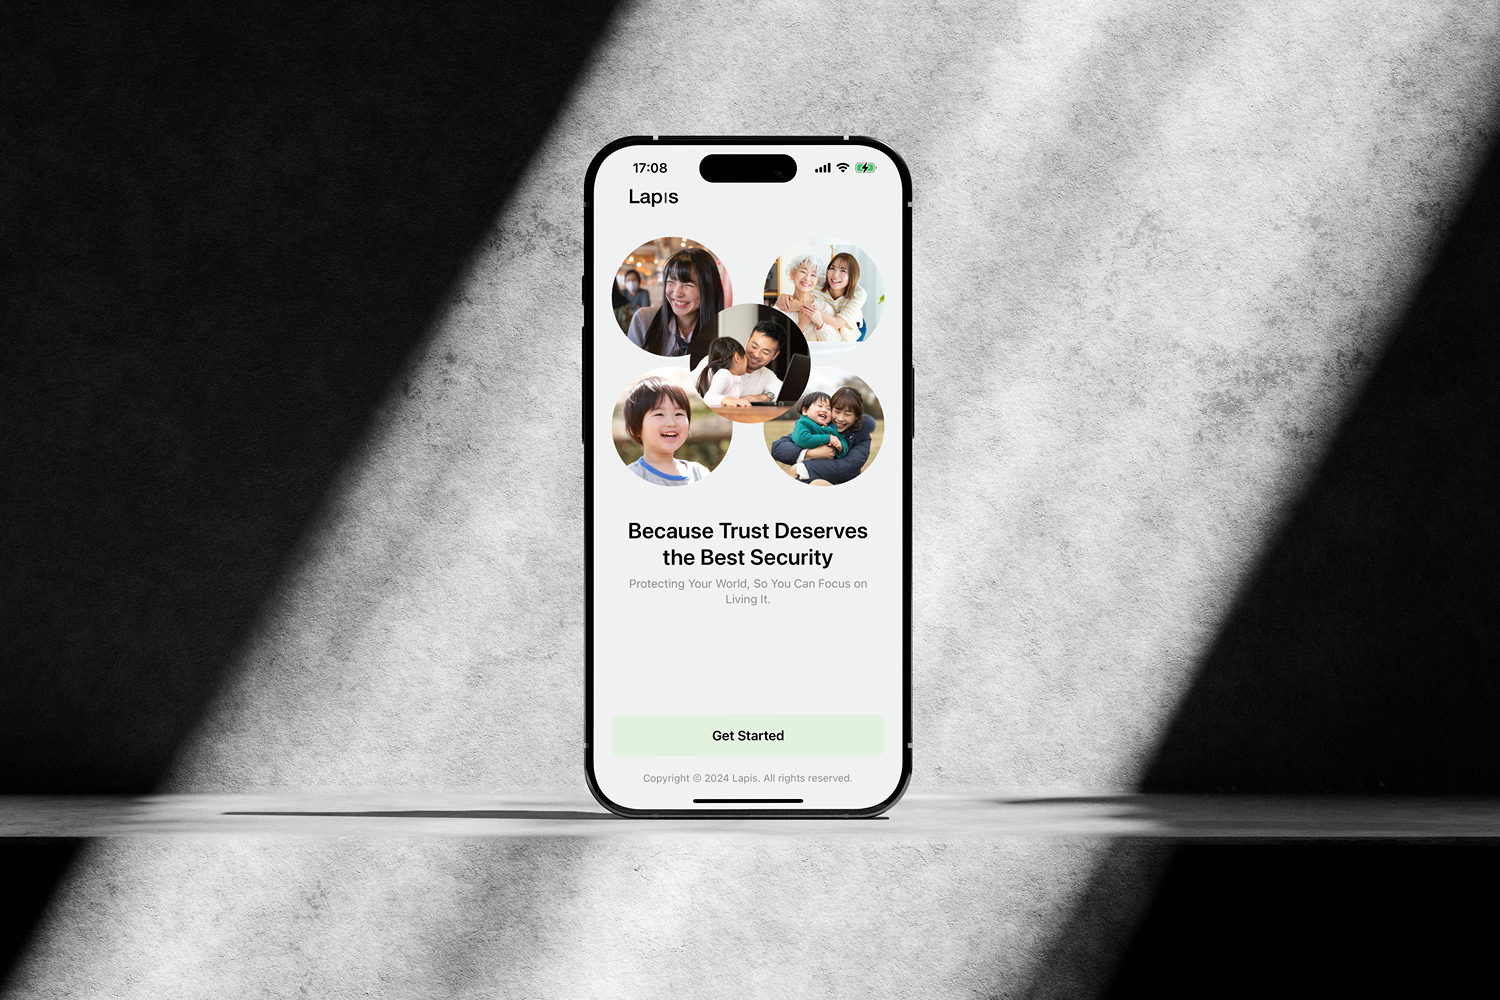 17:08
Lapis
Because Trust Deserves
the Best Security
Protecting Your World, So You Can Focus on
Living It.
Get Started
Copyright © 2024 Lapis. All rights reserved.